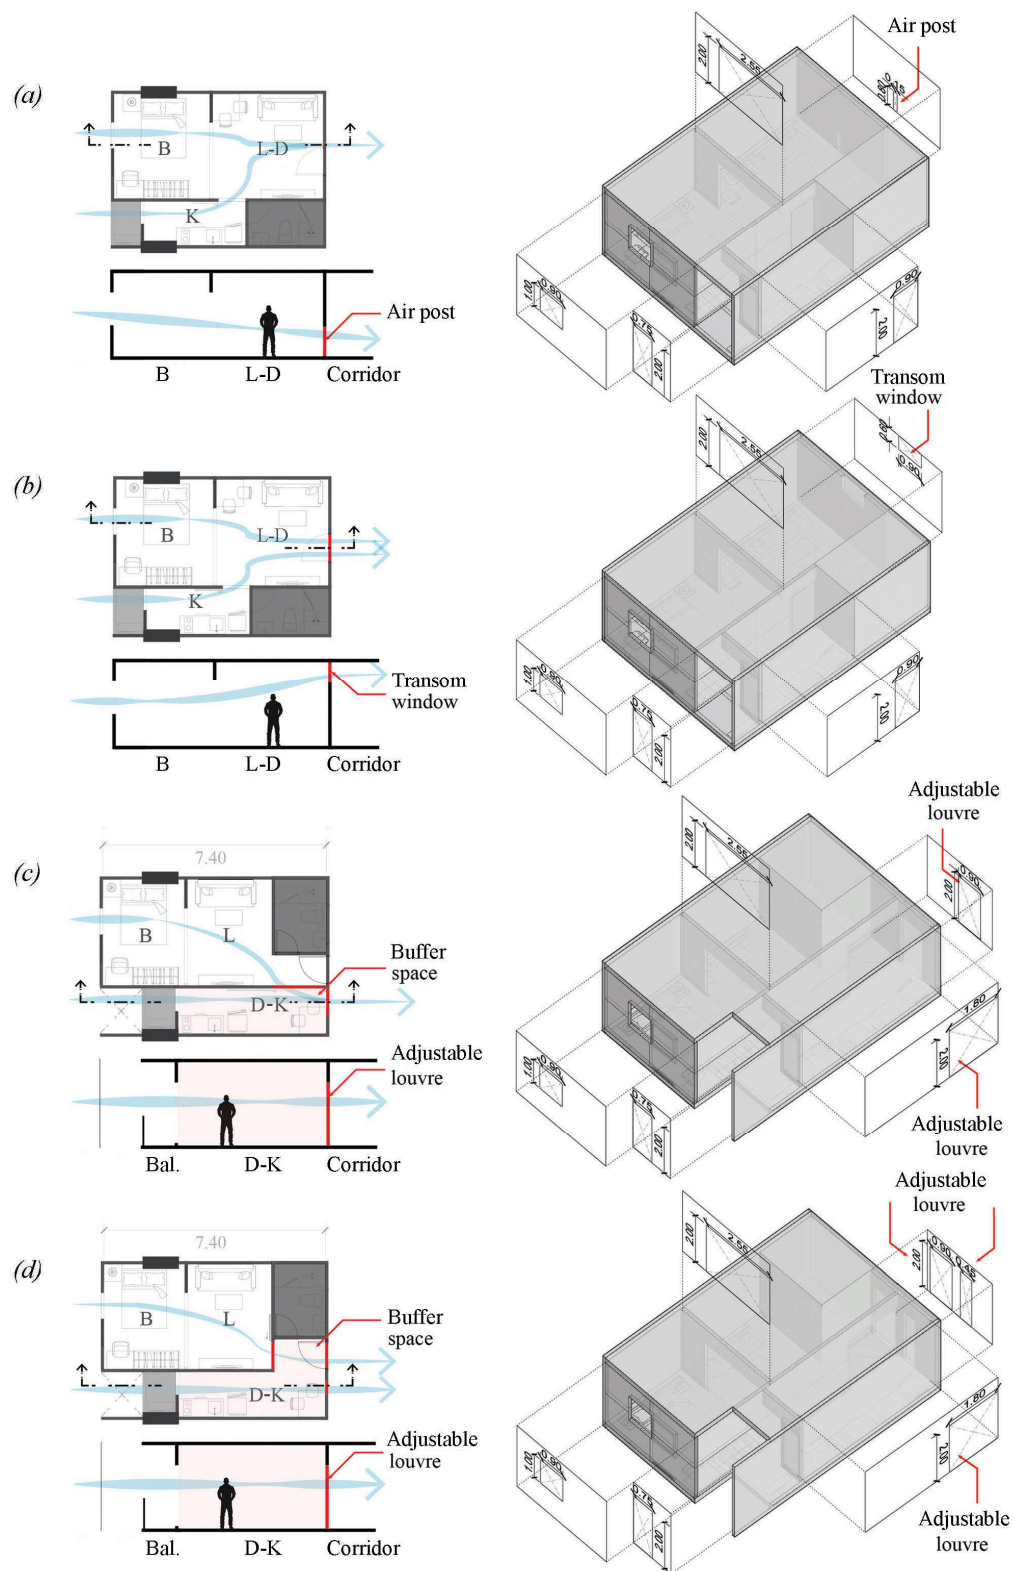 (a)
B
L-D
K
Air post
B
L-D
Corridor
Air post
2.00
2.55
0.80
0.15
1.00
0.90
0.75
2.00
2.00
0.90
(b)
B
L-D
K
Transom
window
B
L-D
Corridor
Transom
window
2.00
2.55
0.60
0.90
1.00
0.90
0.75
2.00
2.00
0.90
(c)
7.40
B
L
D-K
Buffer
space
Adjustable
louvre
Bal.
D-K
Corridor
Adjustable
louvre
2.00
2.55
2.00
0.90
1.00
0.90
0.75
2.00
2.00
1.80
Adjustable
louvre
(d)
7.40
B
L
D-K
Buffer
space
Adjustable
louvre
Bal.
D-K
Corridor
Adjustable
louvre
2.00
2.55
2.00
0.90
0.45
1.00
0.90
0.75
2.00
2.00
1.80
Adjustable
louvre